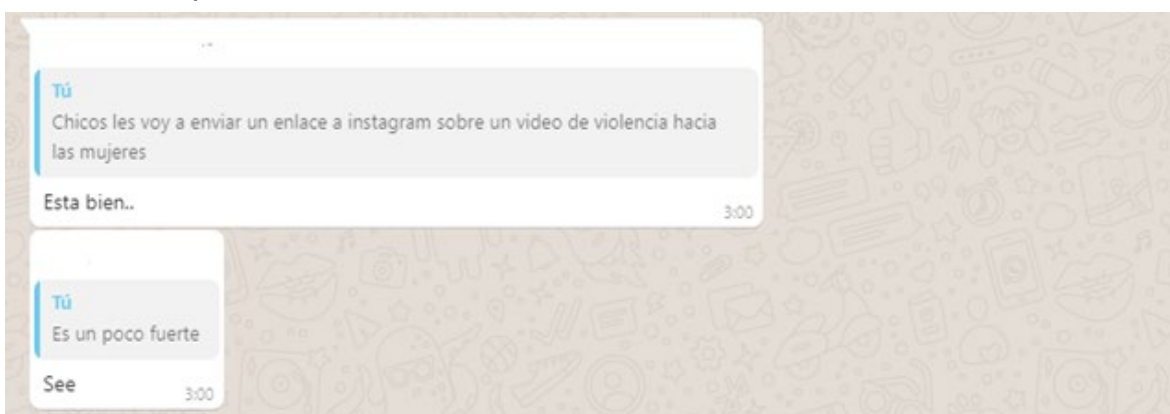 Tú
Chicos les voy a enviar un enlace a instagram sobre un video de violencia hacia
las mujeres
Esta bien..
3:00
Tú
Es un poco fuerte
See
3:00